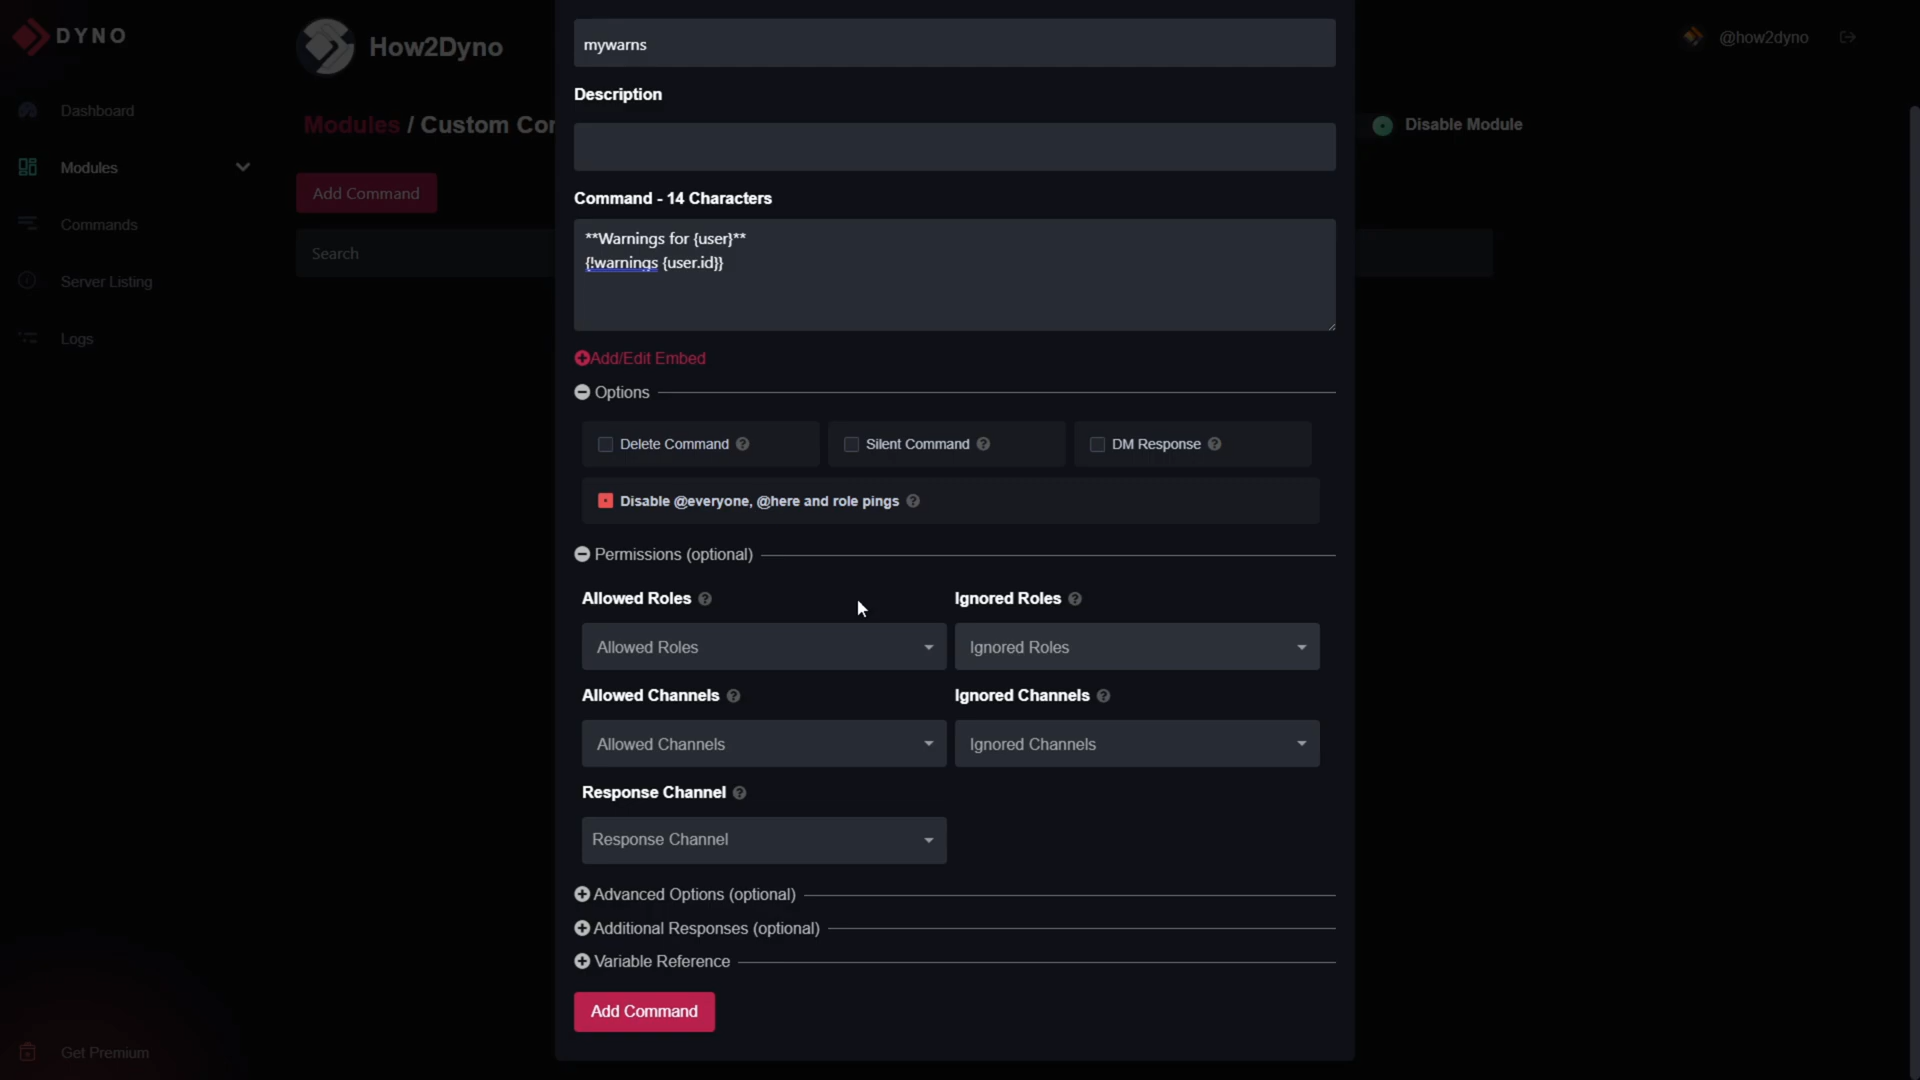 DYNO
How2Dyno
@how2dyno
Dashboard
Modules
Commands
Server Listing
Logs
Get Premium
Modules / Custom Cor
Disable Module
Add Command
Search
mywarns
Description
Command - 14 Characters
**Warnings for {user}**
{!warnings {user.id}}
Add/Edit Embed
Options
Delete Command
Silent Command
DM Response
Disable @everyone, @here and role pings
Permissions (optional)
Allowed Roles
Ignored Roles
Allowed Roles
Ignored Roles
Allowed Channels
Ignored Channels
Allowed Channels
Ignored Channels
Response Channel
Response Channel
Advanced Options (optional)
Additional Responses (optional)
Variable Reference
Add Command